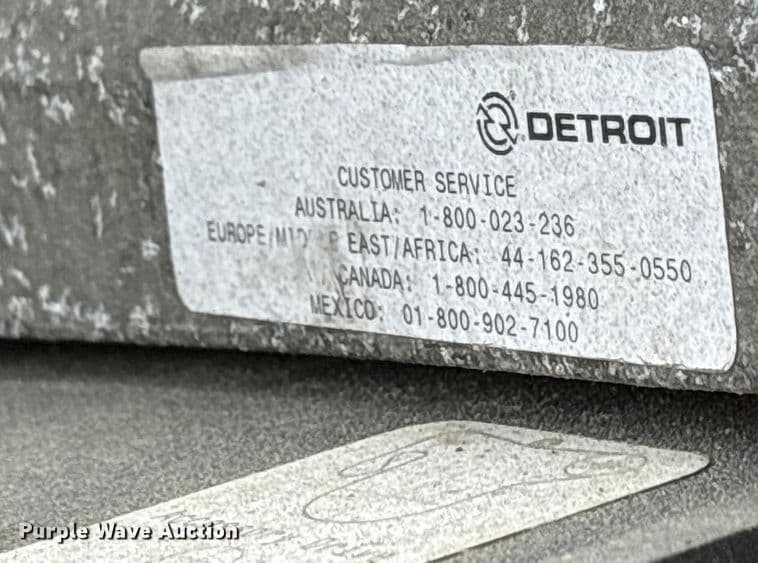 DETROIT
CUSTOMER SERVICE
AUSTRALIA: 1-800-023-236
EAST/AFRICA: 44-162-355-0550
CANADA: 1-800-445-1980
MEXICO: 01-800-902-7100
Purple Wave Auction